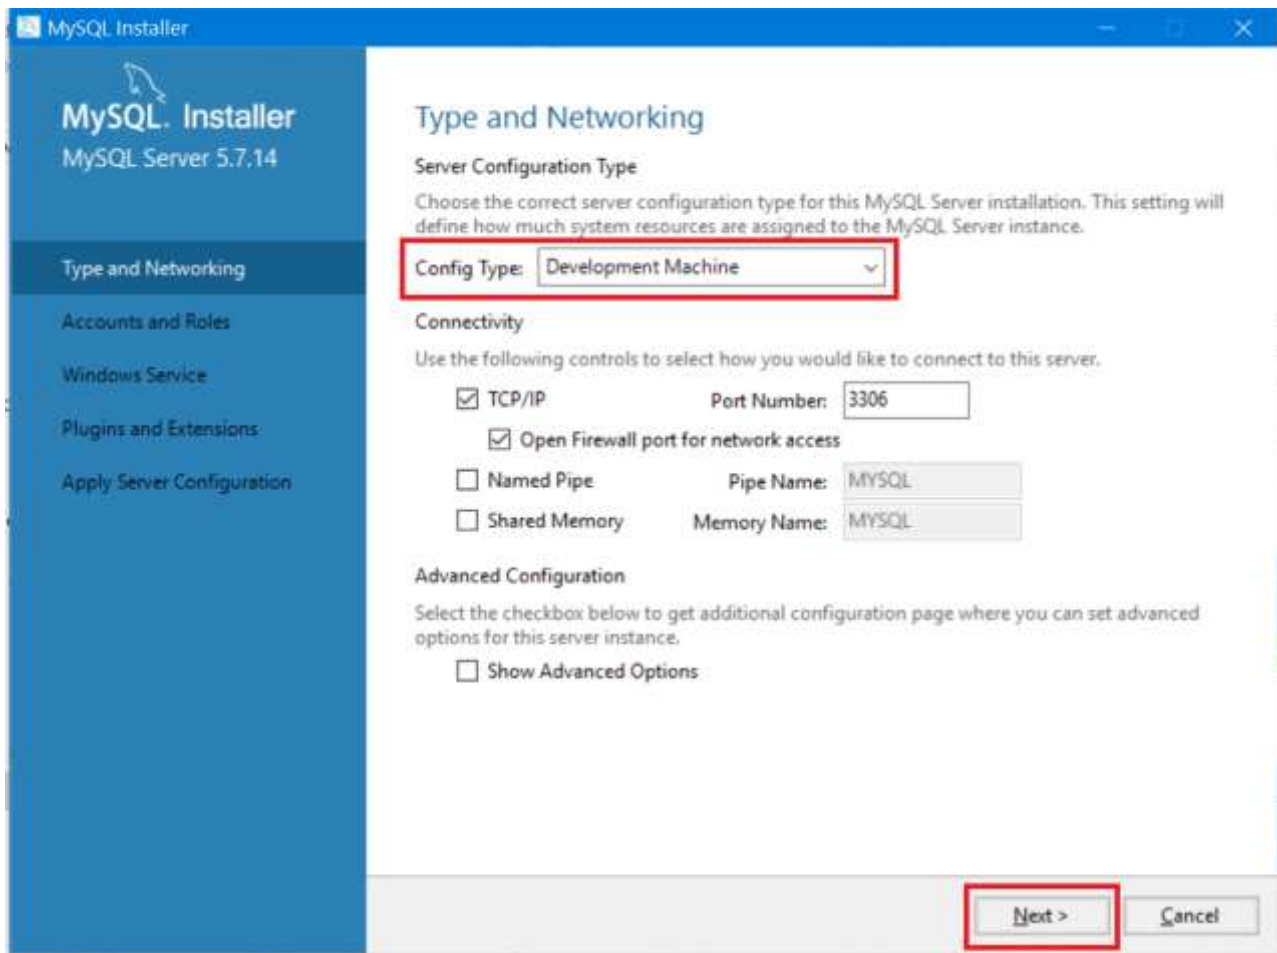 MySQL Installer
MySQL. Installer
MySQL Server 5.7.14
Type and Networking
Accounts and Roles
Windows Service
Plugins and Extensions
Apply Server Configuration
Type and Networking
Server Configuration Type
Choose the correct server configuration type for this MySQL Server installation. This setting will
define how much system resources are assigned to the MySQL Server instance.
Config Type: Development Machine
Connectivity
Use the following controls to select how you would like to connect to this server.
TCP/IP Port Number: 3306
Open Firewall port for network access
Named Pipe Pipe Name: MYSQL
Shared Memory Memory Name: MYSQL
Advanced Configuration
Select the checkbox below to get additional configuration page where you can set advanced
options for this server instance.
Show Advanced Options
Next > Cancel